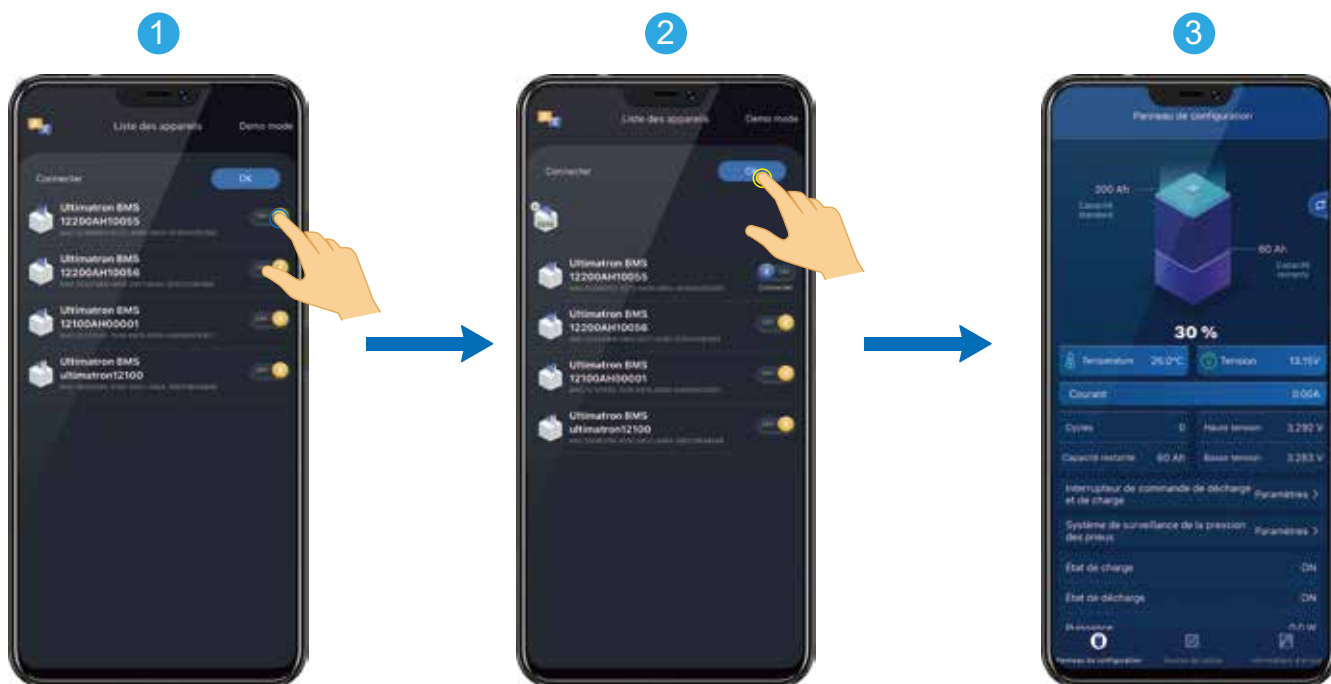 1
2
3
Liste des appareils
Demo mode
Connecter
OK
Ultimatron BMS
12200AH10055
Ultimatron BMS
12200AH10056
Ultimatron BMS
12100AH00001
Ultimatron BMS
ultimatron12100
Liste des appareils
Demo mode
Connecter
Ultimatron BMS
12200AH10055
Connecter
Ultimatron BMS
12200AH10056
Ultimatron BMS
12100AH00001
Ultimatron BMS
ultimatron12100
Panneau de configuration
200 Ah
Capacité
standard
60 Ah
Capacité
restante
30 %
Température 26.0°C
Tension 13.15V
Courant 0.00A
Cycles 0
Haute tension 3.292 V
Capacité restante 60 Ah
Basse tension 3.283 V
Interrupteur de commande de décharge
et de charge
Paramètres >
Système de surveillance de la pression
des pneus
Paramètres >
État de charge ON
État de décharge ON
Puissance 0.0 W
Panneau de configuration